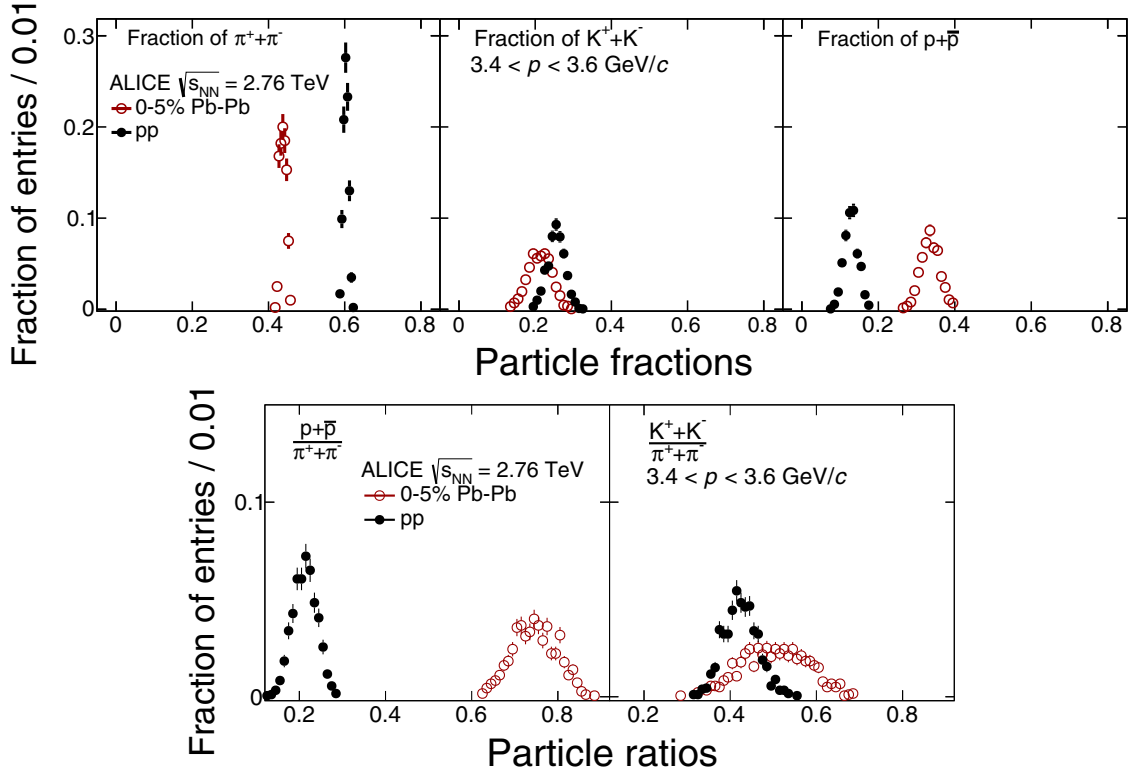 Fraction of π⁺+π⁻
Fraction of K⁺+K⁻
Fraction of p+p̅
3.4 < p < 3.6 GeV/c
ALICE √s_NN = 2.76 TeV
0-5% Pb-Pb
pp
0.3
0.2
0.1
0
Fraction of entries / 0.01
0 0.2 0.4 0.6 0.8
0 0.2 0.4 0.6 0.8
0 0.2 0.4 0.6 0.8
Particle fractions
p+p̅
π⁺+π⁻
K⁺+K⁻
π⁺+π⁻
ALICE √s_NN = 2.76 TeV
3.4 < p < 3.6 GeV/c
0-5% Pb-Pb
pp
0.1
0
Fraction of entries / 0.01
0.2 0.4 0.6 0.8
0.2 0.4 0.6 0.8
Particle ratios